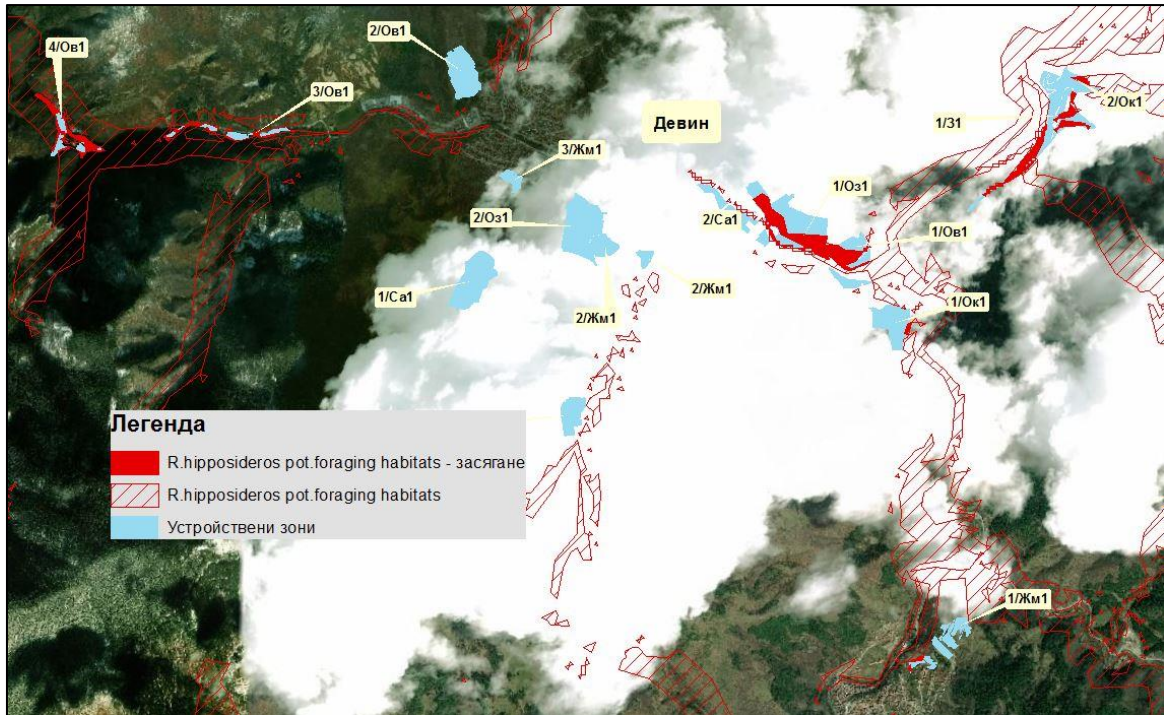 2/Ов1
4/Ов1
3/Ов1
Девин
2/Ок1
1/З1
3/Жм1
1/Оз1
2/Оз1
2/Са1
1/Ов1
2/Жм1
1/Са1
1/Ок1
2/Жм1
Легенда
R.hipposideros pot.foraging habitats - засягане
R.hipposideros pot.foraging habitats
Устройствени зони
1/Жм1